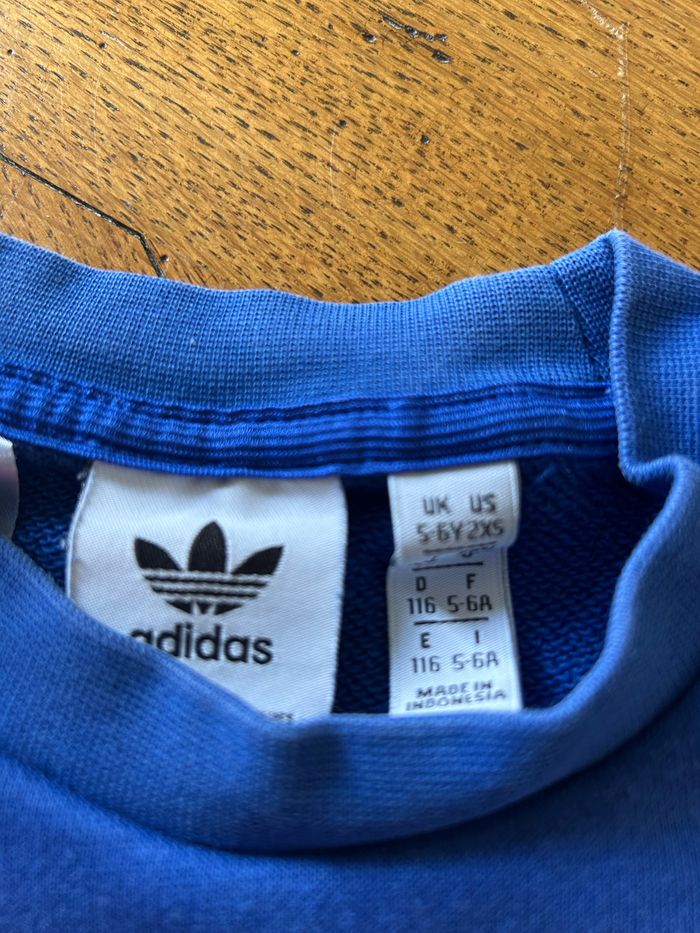 adidas
UK US
5-6Y 2XS
D F
116 5-6A
E I
116 5-6A
MADE IN
INDONESIA